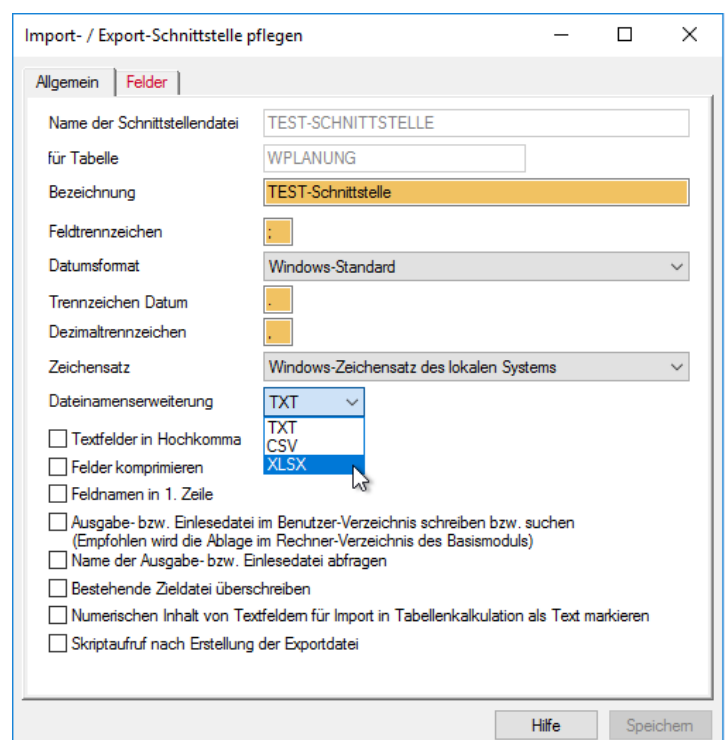 Import- / Export-Schnittstelle pflegen
Allgemein Felder
Name der Schnittstellendatei TEST-SCHNITTSTELLE
für Tabelle WPLANUNG
Bezeichnung TEST-Schnittstelle
Feldtrennzeichen ;
Datumsformat Windows-Standard
Trennzeichen Datum .
Dezimaltrennzeichen ,
Zeichensatz Windows-Zeichensatz des lokalen Systems
Dateinamenserweiterung TXT
TXT
Textfelder in Hochkomma CSV
Felder komprimieren XLSX
Feldnamen in 1. Zeile
Ausgabe- bzw. Einlesedatei im Benutzer-Verzeichnis schreiben bzw. suchen
(Empfohlen wird die Ablage im Rechner-Verzeichnis des Basismoduls)
Name der Ausgabe- bzw. Einlesedatei abfragen
Bestehende Zieldatei überschreiben
Numerischen Inhalt von Textfeldern für Import in Tabellenkalkulation als Text markieren
Skriptaufruf nach Erstellung der Exportdatei
Hilfe Speichern